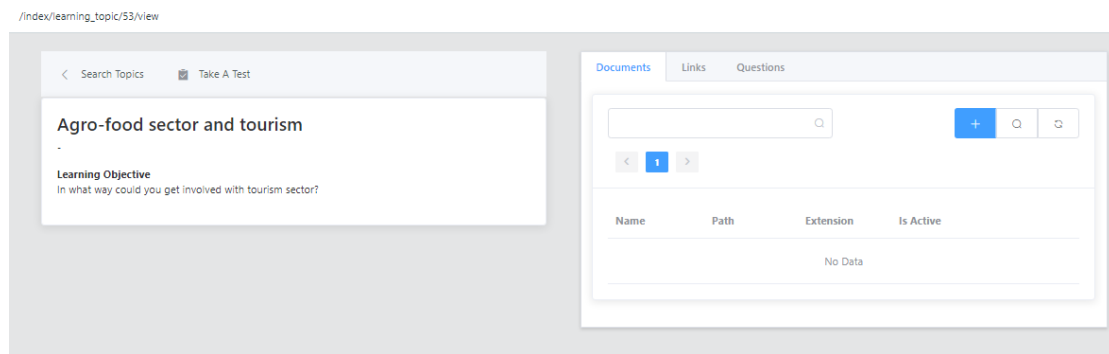 /index/learning_topic/53/view
Search Topics Take A Test
Agro-food sector and tourism
-
Learning Objective
In what way could you get involved with tourism sector?
Documents Links Questions
1
Name Path Extension Is Active
No Data